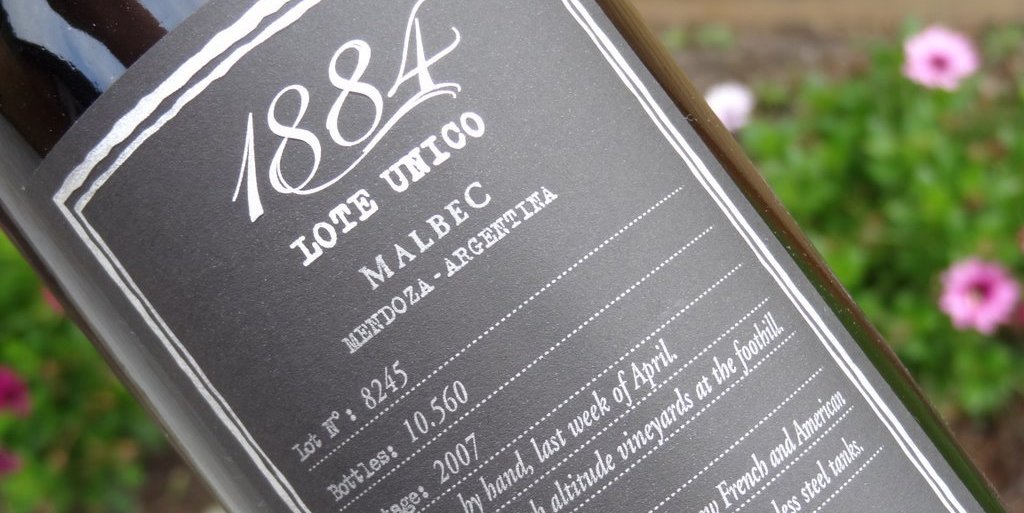 1884
LOTE UNICO
MALBEC
MENDOZA - ARGENTINA
Lot Nº: 8245
Bottles: 10.560
2007
by hand, last week of April.
altitude vineyards at the foothill.
French and American
steel tanks.